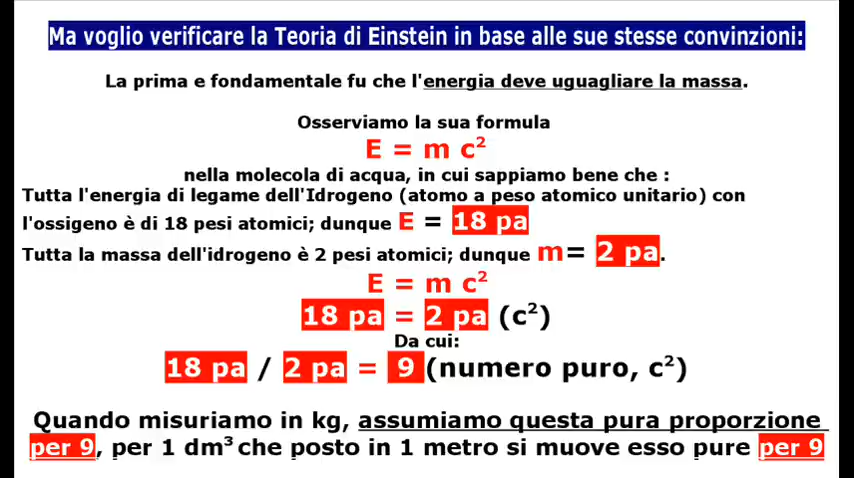 Ma voglio verificare la Teoria di Einstein in base alle sue stesse convinzioni:
La prima e fondamentale fu che l'energia deve uguagliare la massa.
Osserviamo la sua formula
E = m c²
nella molecola di acqua, in cui sappiamo bene che :
Tutta l'energia di legame dell'Idrogeno (atomo a peso atomico unitario) con
l'ossigeno è di 18 pesi atomici; dunque E = 18 pa
Tutta la massa dell'idrogeno è 2 pesi atomici; dunque m= 2 pa.
E = m c²
18 pa = 2 pa (c²)
Da cui:
18 pa / 2 pa = 9 (numero puro, c²)
Quando misuriamo in kg, assumiamo questa pura proporzione
per 9, per 1 dm³ che posto in 1 metro si muove esso pure per 9